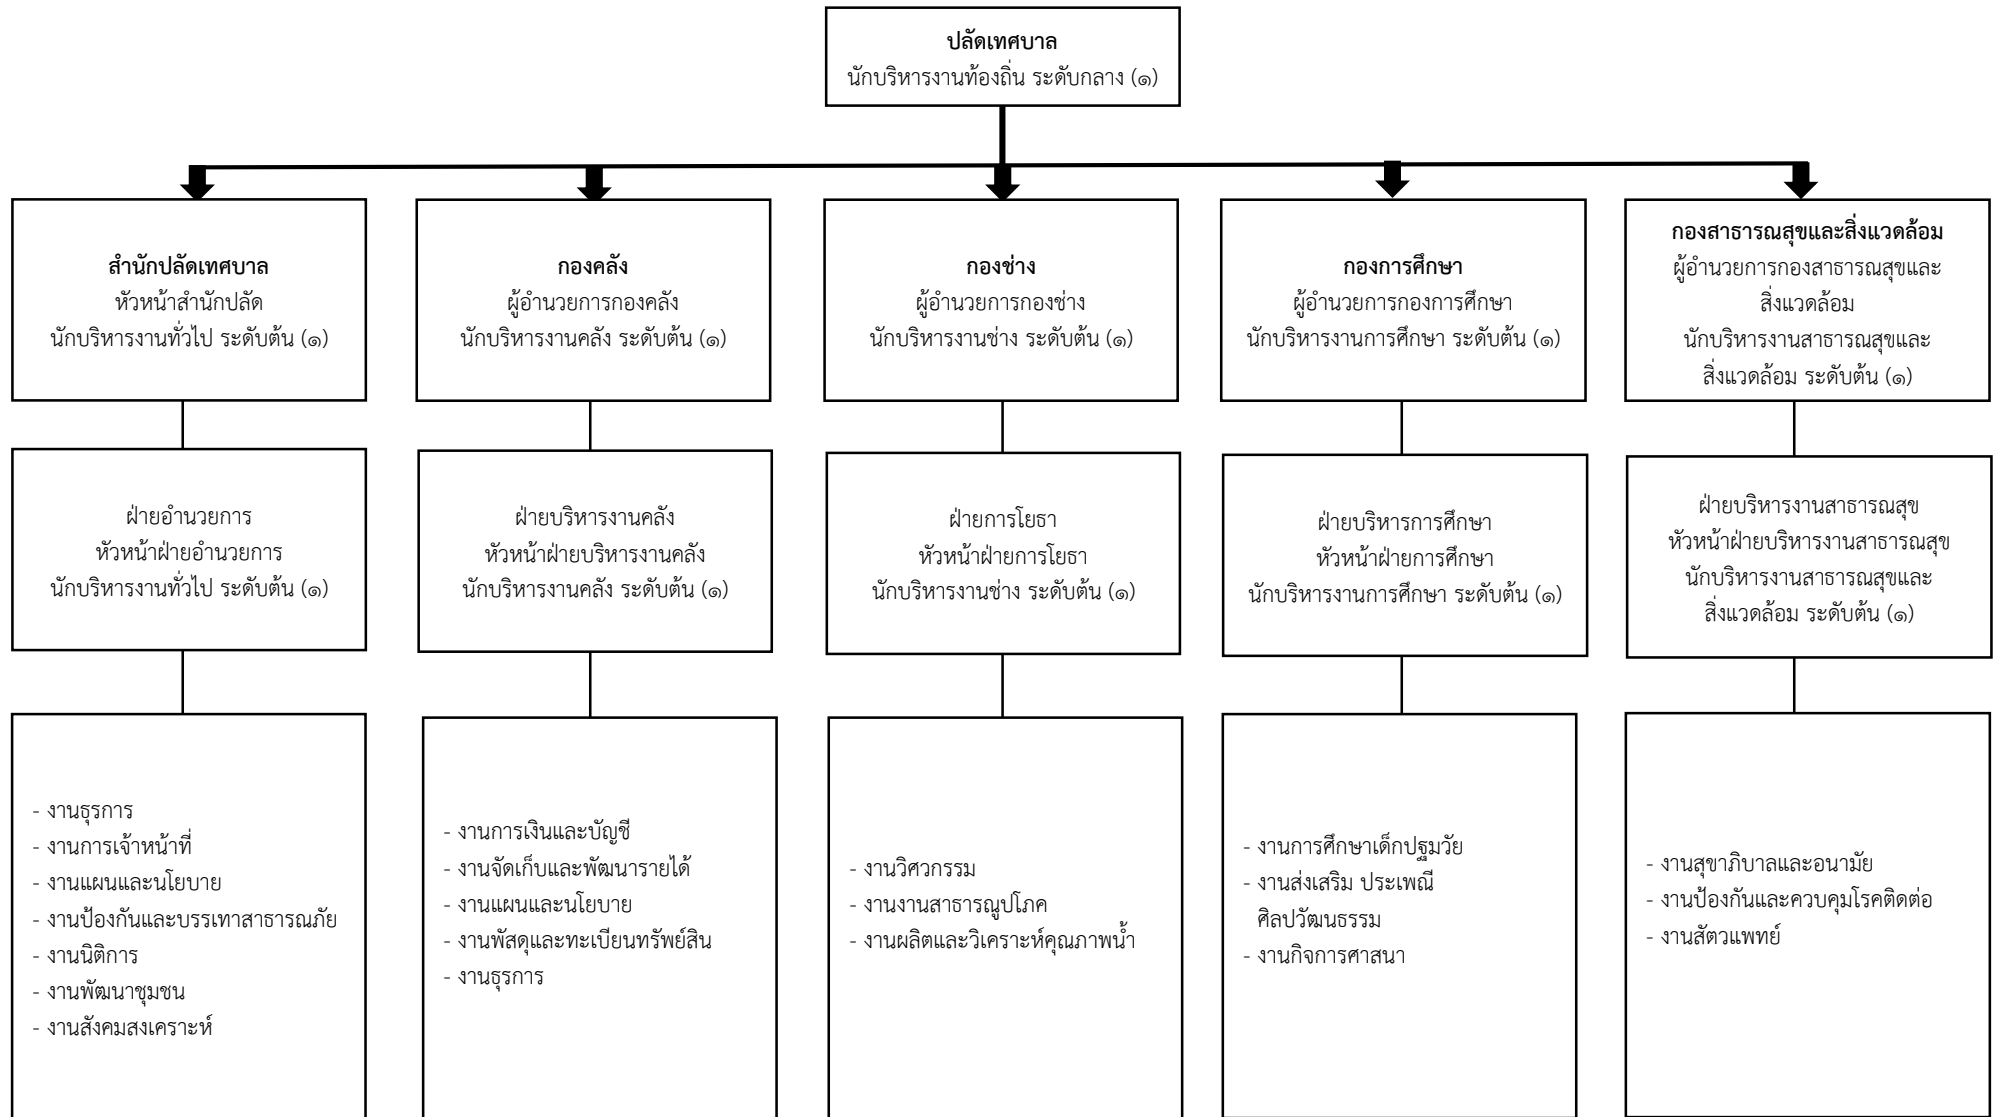 ปลัดเทศบาล
นักบริหารงานท้องถิ่น ระดับกลาง (๑)
สำนักปลัดเทศบาล
หัวหน้าสำนักปลัด
นักบริหารงานทั่วไป ระดับต้น (๑)
กองคลัง
ผู้อำนวยการกองคลัง
นักบริหารงานคลัง ระดับต้น (๑)
กองช่าง
ผู้อำนวยการกองช่าง
นักบริหารงานช่าง ระดับต้น (๑)
กองการศึกษา
ผู้อำนวยการกองการศึกษา
นักบริหารงานการศึกษา ระดับต้น (๑)
กองสาธารณสุขและสิ่งแวดล้อม
ผู้อำนวยการกองสาธารณสุขและ
สิ่งแวดล้อม
นักบริหารงานสาธารณสุขและ
สิ่งแวดล้อม ระดับต้น (๑)
ฝ่ายอำนวยการ
หัวหน้าฝ่ายอำนวยการ
นักบริหารงานทั่วไป ระดับต้น (๑)
ฝ่ายบริหารงานคลัง
หัวหน้าฝ่ายบริหารงานคลัง
นักบริหารงานคลัง ระดับต้น (๑)
ฝ่ายการโยธา
หัวหน้าฝ่ายการโยธา
นักบริหารงานช่าง ระดับต้น (๑)
ฝ่ายบริหารการศึกษา
หัวหน้าฝ่ายการศึกษา
นักบริหารงานการศึกษา ระดับต้น (๑)
ฝ่ายบริหารงานสาธารณสุข
หัวหน้าฝ่ายบริหารงานสาธารณสุข
นักบริหารงานสาธารณสุขและ
สิ่งแวดล้อม ระดับต้น (๑)
- งานธุรการ
- งานการเจ้าหน้าที่
- งานแผนและนโยบาย
- งานป้องกันและบรรเทาสาธารณภัย
- งานนิติการ
- งานพัฒนาชุมชน
- งานสังคมสงเคราะห์
- งานการเงินและบัญชี
- งานจัดเก็บและพัฒนารายได้
- งานแผนและนโยบาย
- งานพัสดุและทะเบียนทรัพย์สิน
- งานธุรการ
- งานวิศวกรรม
- งานงานสาธารณูปโภค
- งานผลิตและวิเคราะห์คุณภาพน้ำ
- งานการศึกษาเด็กปฐมวัย
- งานส่งเสริม ประเพณี
ศิลปวัฒนธรรม
- งานกิจการศาสนา
- งานสุขาภิบาลและอนามัย
- งานป้องกันและควบคุมโรคติดต่อ
- งานสัตวแพทย์